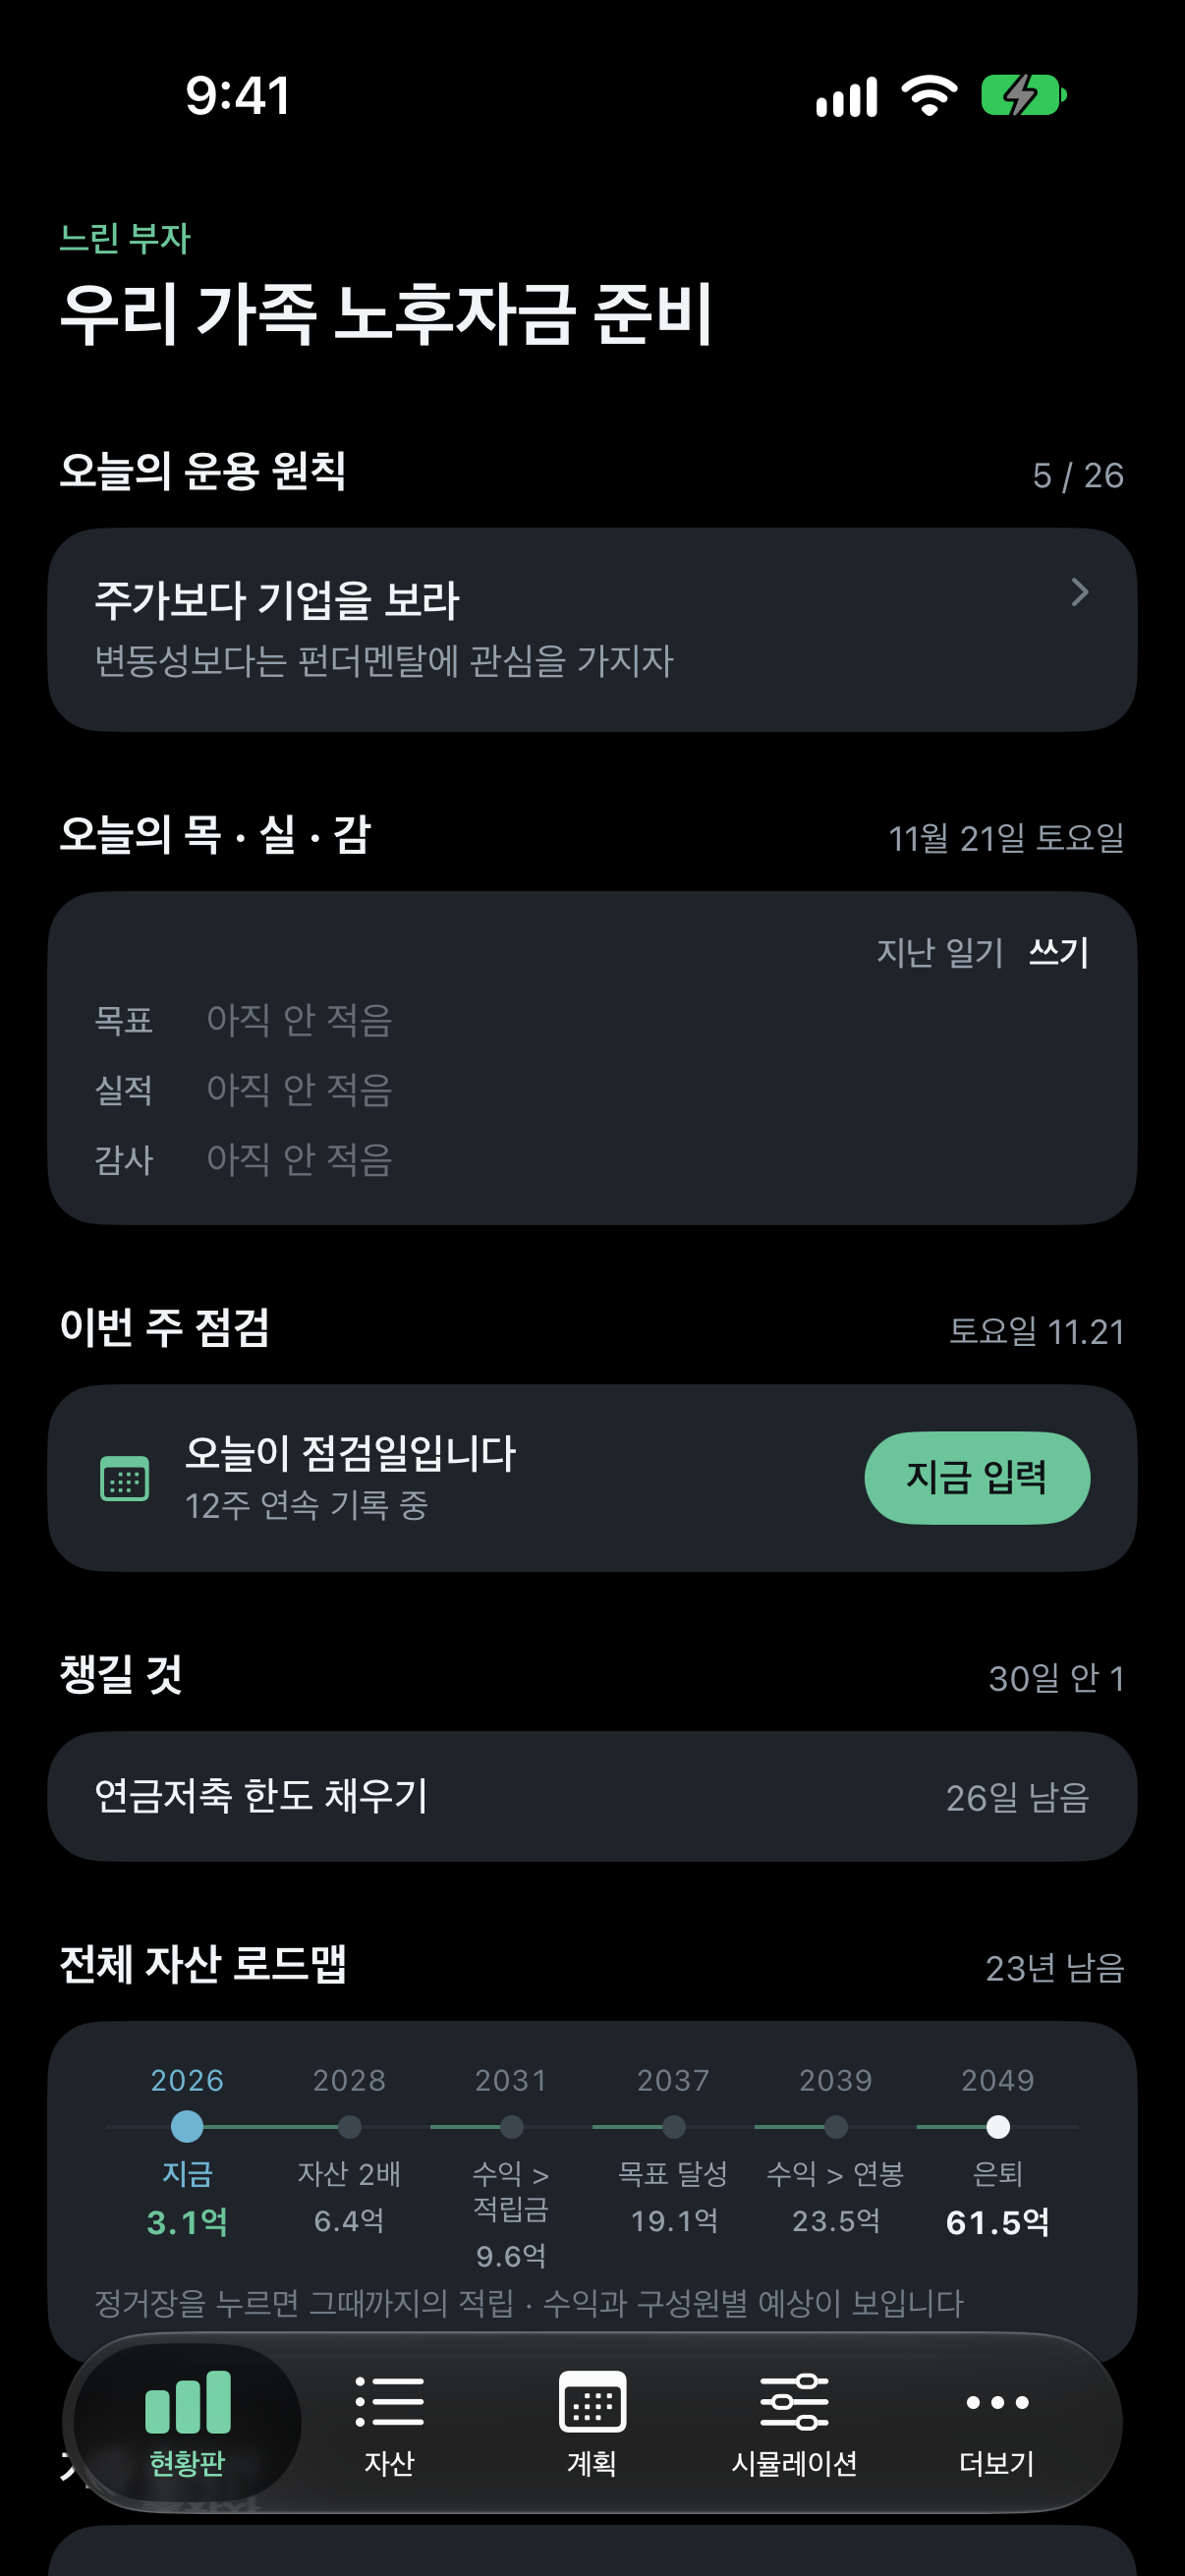 9:41
느린 부자
우리 가족 노후자금 준비
오늘의 운용 원칙
5 / 26
주가보다 기업을 보라
변동성보다는 펀더멘탈에 관심을 가지자
오늘의 목 · 실 · 감
11월 21일 토요일
지난 일기 쓰기
목표 아직 안 적음
실적 아직 안 적음
감사 아직 안 적음
이번 주 점검
토요일 11.21
오늘이 점검일입니다
12주 연속 기록 중
지금 입력
챙길 것
30일 안 1
연금저축 한도 채우기
26일 남음
전체 자산 로드맵
23년 남음
2026 2028 2031 2037 2039 2049
지금 자산 2배 수익 > 목표 달성 수익 > 연봉 은퇴
적립금
3.1억 6.4억 19.1억 23.5억 61.5억
9.6억
정거장을 누르면 그때까지의 적립 · 수익과 구성원별 예상이 보입니다
현황판 자산 계획 시뮬레이션 더보기